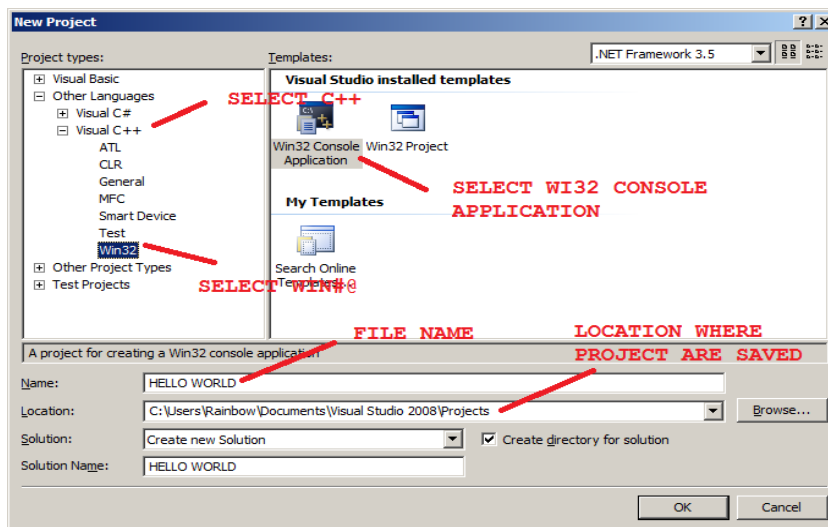 New Project
Project types:
Templates:
.NET Framework 3.5
Visual Basic
Other Languages
Visual C#
Visual C++
ATL
CLR
General
MFC
Smart Device
Test
Win32
Other Project Types
Test Projects
SELECT C++
SELECT WIN#@
Visual Studio installed templates
Win32 Console
Application
Win32 Project
SELECT WI32 CONSOLE
APPLICATION
My Templates
Search Online
Templates...
FILE NAME
LOCATION WHERE
PROJECT ARE SAVED
A project for creating a Win32 console application
Name:
HELLO WORLD
Location:
C:\Users\Rainbow\Documents\Visual Studio 2008\Projects
Browse...
Solution:
Create new Solution
Create directory for solution
Solution Name:
HELLO WORLD
OK
Cancel